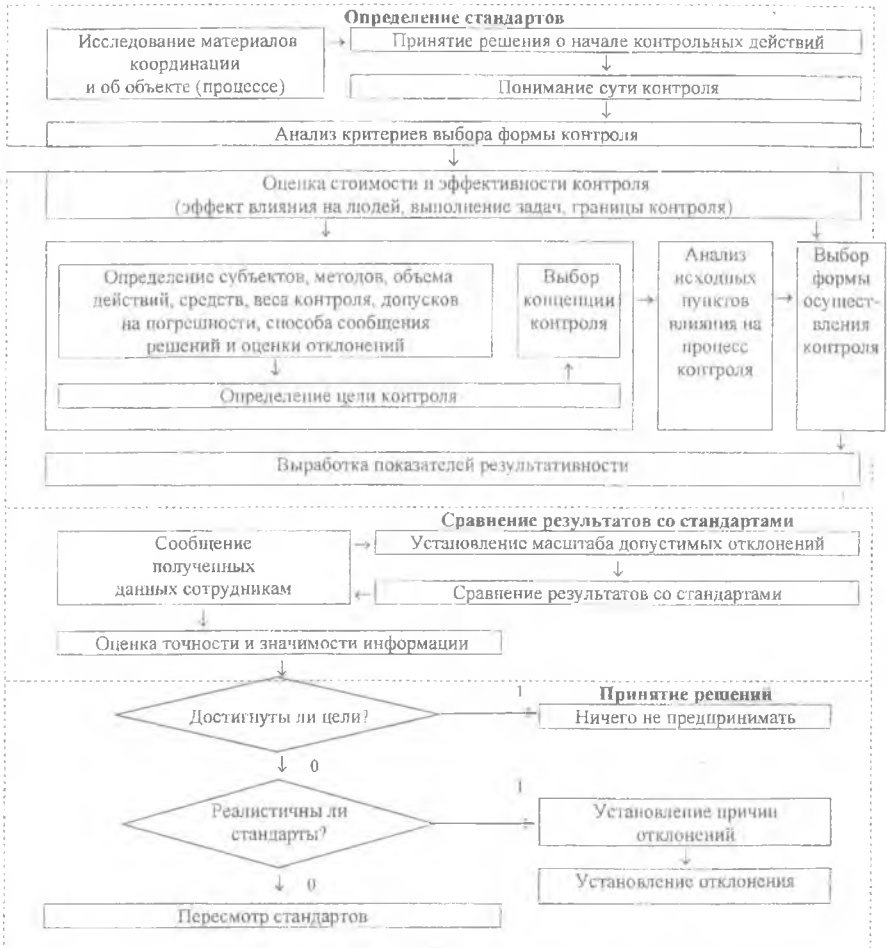 Определение стандартов
Исследование материалов
координации
и об объекте (процессе)
→
Принятие решения о начале контрольных действий
↓
Понимание сути контроля
↓
Анализ критериев выбора формы контроля
↓
Оценка стоимости и эффективности контроля
(эффект влияния на людей, выполнение задач, границы контроля)
↓
↓
Определение субъектов, методов, объема
действий, средств, веса контроля, допусков
на погрешности, способа сообщения
решений и оценки отклонений
↓
Определение цели контроля
↑
Выбор
концепции
контроля
→
Анализ
исходных
пунктов
влияния на
процесс
контроля
→
Выбор
формы
осущест-
вления
контроля
↓
Выработка показателей результативности
Сравнение результатов со стандартами
Сообщение
полученных
данных сотрудникам
→
Установление масштаба допустимых отклонений
↓
←
Сравнение результатов со стандартами
↓
Оценка точности и значимости информации
↓
Принятие решений
Достигнуты ли цели?
1
Ничего не предпринимать
↓ 0
Реалистичны ли
стандарты?
1
Установление причин
отклонений
↓
Установление отклонения
↓ 0
Пересмотр стандартов